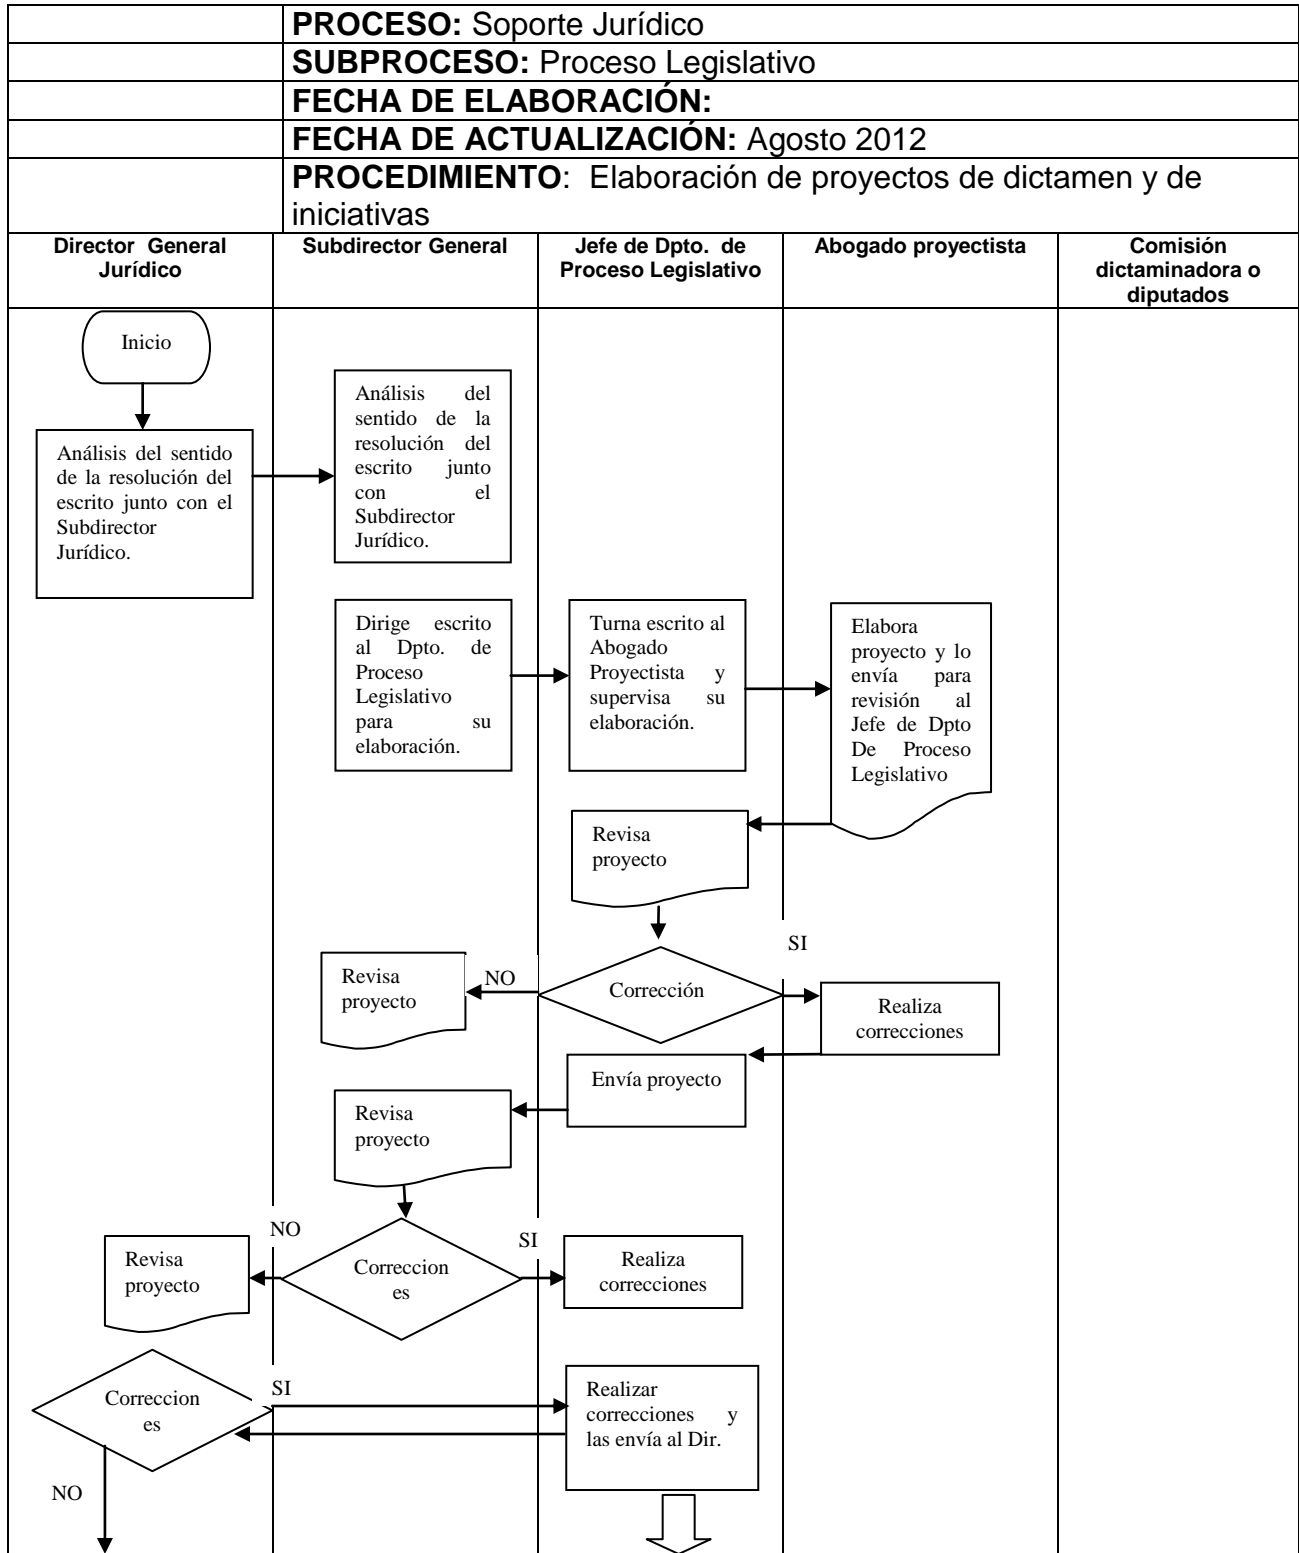 PROCESO: Soporte Jurídico
SUBPROCESO: Proceso Legislativo
FECHA DE ELABORACIÓN:
FECHA DE ACTUALIZACIÓN: Agosto 2012
PROCEDIMIENTO: Elaboración de proyectos de dictamen y de
iniciativas
Director General
Jurídico
Subdirector General
Jefe de Dpto. de
Proceso Legislativo
Abogado proyectista
Comisión
dictaminadora o
diputados
Inicio
Análisis del sentido
de la resolución del
escrito junto con el
Subdirector
Jurídico.
Análisis del
sentido de la
resolución del
escrito junto
con el
Subdirector
Jurídico.
Dirige escrito
al Dpto. de
Proceso
Legislativo
para su
elaboración.
Turna escrito al
Abogado
Proyectista y
supervisa su
elaboración.
Elabora
proyecto y lo
envía para
revisión al
Jefe de Dpto
De Proceso
Legislativo
Revisa
proyecto
SI
Revisa
proyecto
NO
Corrección
Realiza
correcciones
Envía proyecto
Revisa
proyecto
NO
SI
Revisa
proyecto
Correccion
es
Realiza
correcciones
SI
Correccion
es
Realizar
correcciones y
las envía al Dir.
NO